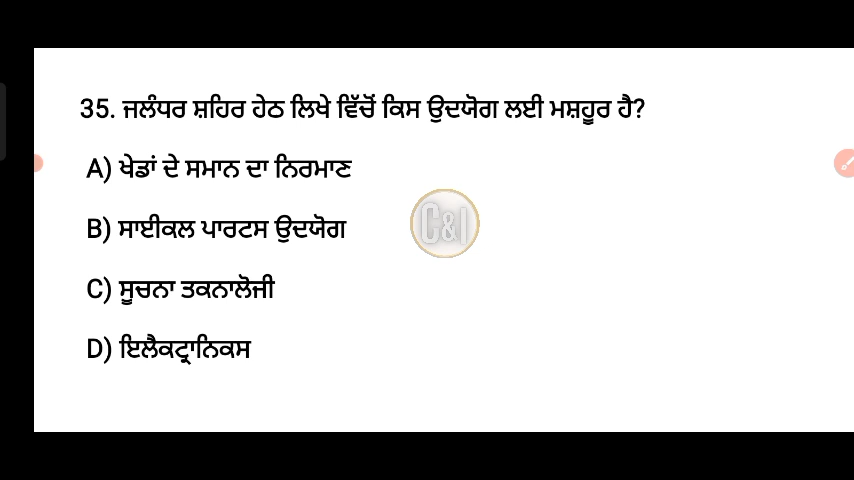 35. ਜਲੰਧਰ ਸ਼ਹਿਰ ਹੇਠ ਲਿਖੇ ਵਿੱਚੋਂ ਕਿਸ ਉਦਯੋਗ ਲਈ ਮਸ਼ਹੂਰ ਹੈ?
A) ਖੇਡਾਂ ਦੇ ਸਮਾਨ ਦਾ ਨਿਰਮਾਣ
B) ਸਾਈਕਲ ਪਾਰਟਸ ਉਦਯੋਗ
C&I
C) ਸੂਚਨਾ ਤਕਨਾਲੋਜੀ
D) ਇਲੈਕਟ੍ਰਾਨਿਕਸ